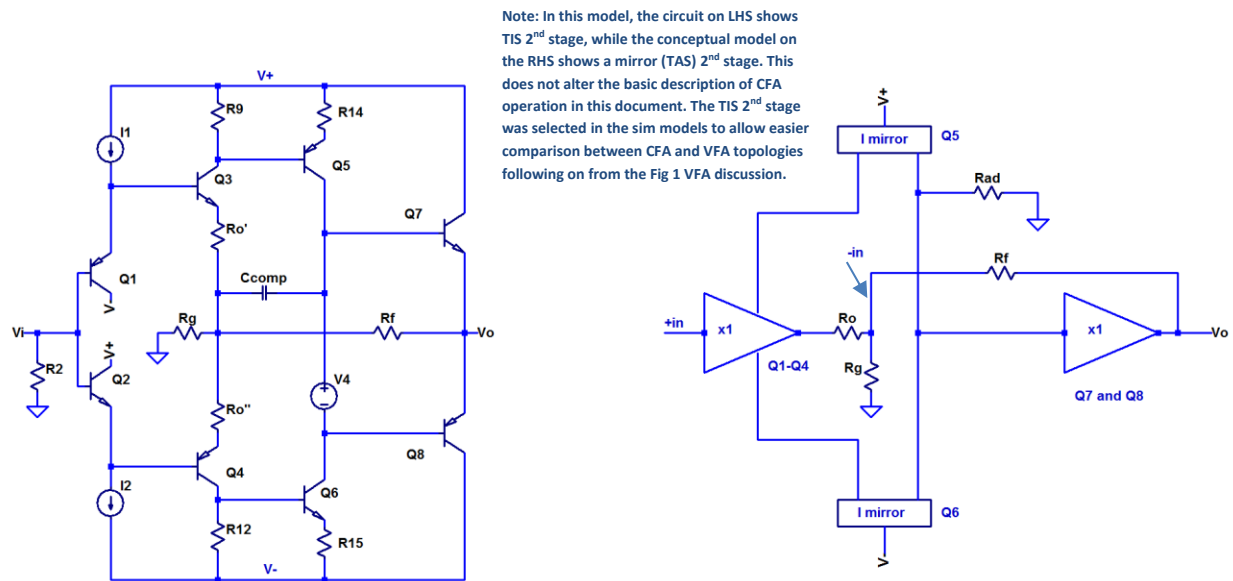 Note: In this model, the circuit on LHS shows
TIS 2nd stage, while the conceptual model on
the RHS shows a mirror (TAS) 2nd stage. This
does not alter the basic description of CFA
operation in this document. The TIS 2nd stage
was selected in the sim models to allow easier
comparison between CFA and VFA topologies
following on from the Fig 1 VFA discussion.
V+
R9
R14
I1
Q3
Q5
Ro'
Q7
Q1
V-
Ccomp
Vi
Rg
Rf
Vo
R2
V+
Q2
V4
Ro''
Q4
Q8
I2
Q6
R12
R15
V-
V+
I mirror
Q5
Rad
-in
Rf
+in
x1
Ro
x1
Vo
Q1-Q4
Rg
Q7 and Q8
I mirror
Q6
V-